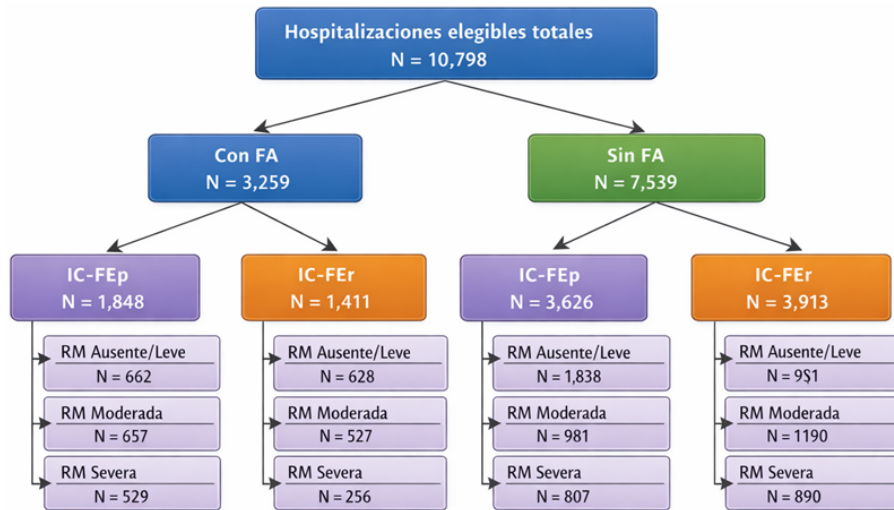 Hospitalizaciones elegibles totales
N = 10,798
Con FA
N = 3,259
Sin FA
N = 7,539
IC-FEp
N = 1,848
IC-FEr
N = 1,411
IC-FEp
N = 3,626
IC-FEr
N = 3,913
RM Ausente/Leve
N = 662
RM Moderada
N = 657
RM Severa
N = 529
RM Ausente/Leve
N = 628
RM Moderada
N = 527
RM Severa
N = 256
RM Ausente/Leve
N = 1,838
RM Moderada
N = 981
RM Severa
N = 807
RM Ausente/Leve
N = 9$1
RM Moderada
N = 1190
RM Severa
N = 890